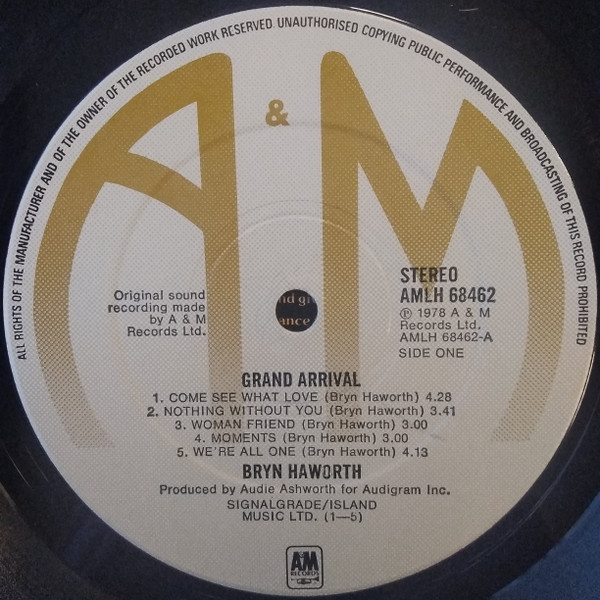 ALL RIGHTS OF THE MANUFACTURER AND OF THE OWNER OF THE RECORDED WORK RESERVED. UNAUTHORISED COPYING PUBLIC PERFORMANCE AND BROADCASTING OF THIS RECORD PROHIBITED
A & M
Original sound
recording made
by A & M
Records Ltd.
STEREO
AMLH 68462
℗ 1978 A & M
Records Ltd.
AMLH 68462-A
SIDE ONE
GRAND ARRIVAL
1. COME SEE WHAT LOVE (Bryn Haworth) 4.28
2. NOTHING WITHOUT YOU (Bryn Haworth) 3.41
3. WOMAN FRIEND (Bryn Haworth) 3.00
4. MOMENTS (Bryn Haworth) 3.00
5. WE'RE ALL ONE (Bryn Haworth) 4.13
BRYN HAWORTH
Produced by Audie Ashworth for Audigram Inc.
SIGNALGRADE/ISLAND
MUSIC LTD. (1—5)
A&M
RECORDS